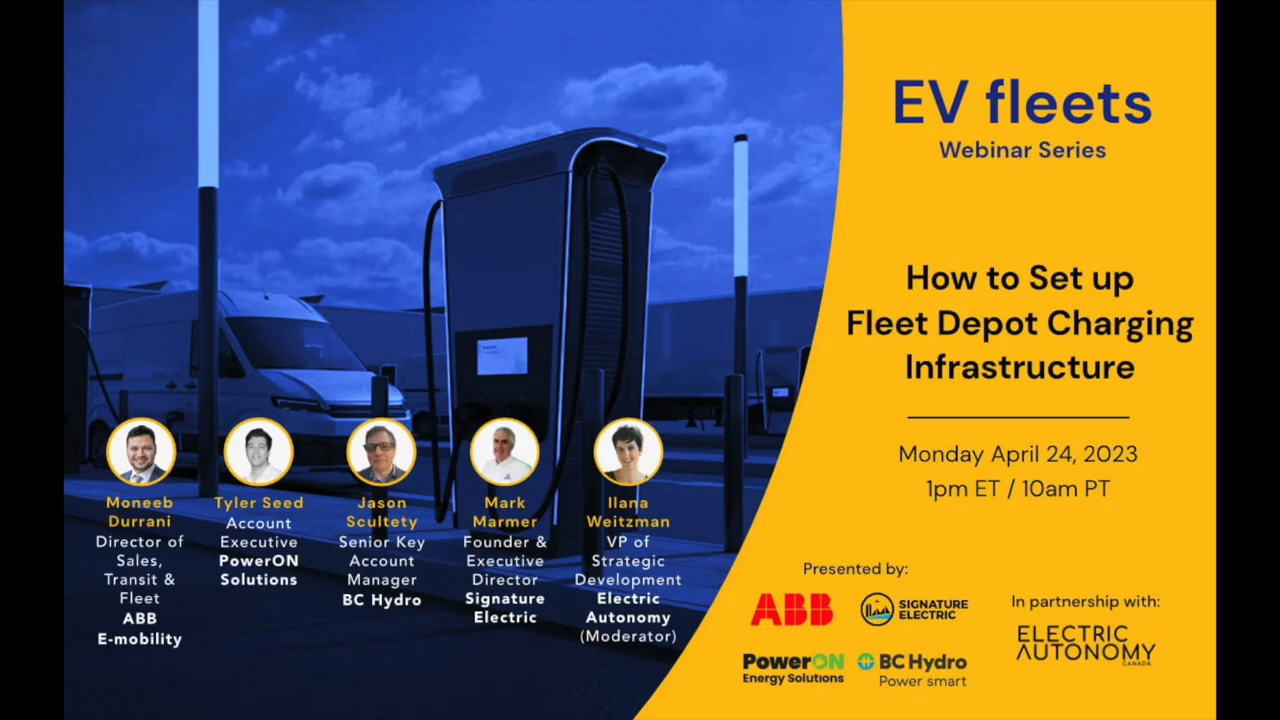 EV fleets
Webinar Series
How to Set up
Fleet Depot Charging
Infrastructure
Monday April 24, 2023
1pm ET / 10am PT
Moneeb
Durrani
Director of
Sales,
Transit &
Fleet
ABB
E-mobility
Tyler Seed
Account
Executive
PowerON
Solutions
Jason
Scultety
Senior Key
Account
Manager
BC Hydro
Mark
Marmer
Founder &
Executive
Director
Signature
Electric
Ilana
Weitzman
VP of
Strategic
Development
Electric
Autonomy
(Moderator)
Presented by:
ABB
SIGNATURE
ELECTRIC
PowerON
Energy Solutions
BC Hydro
Power smart
In partnership with:
ELECTRIC
AUTONOMY
CANADA